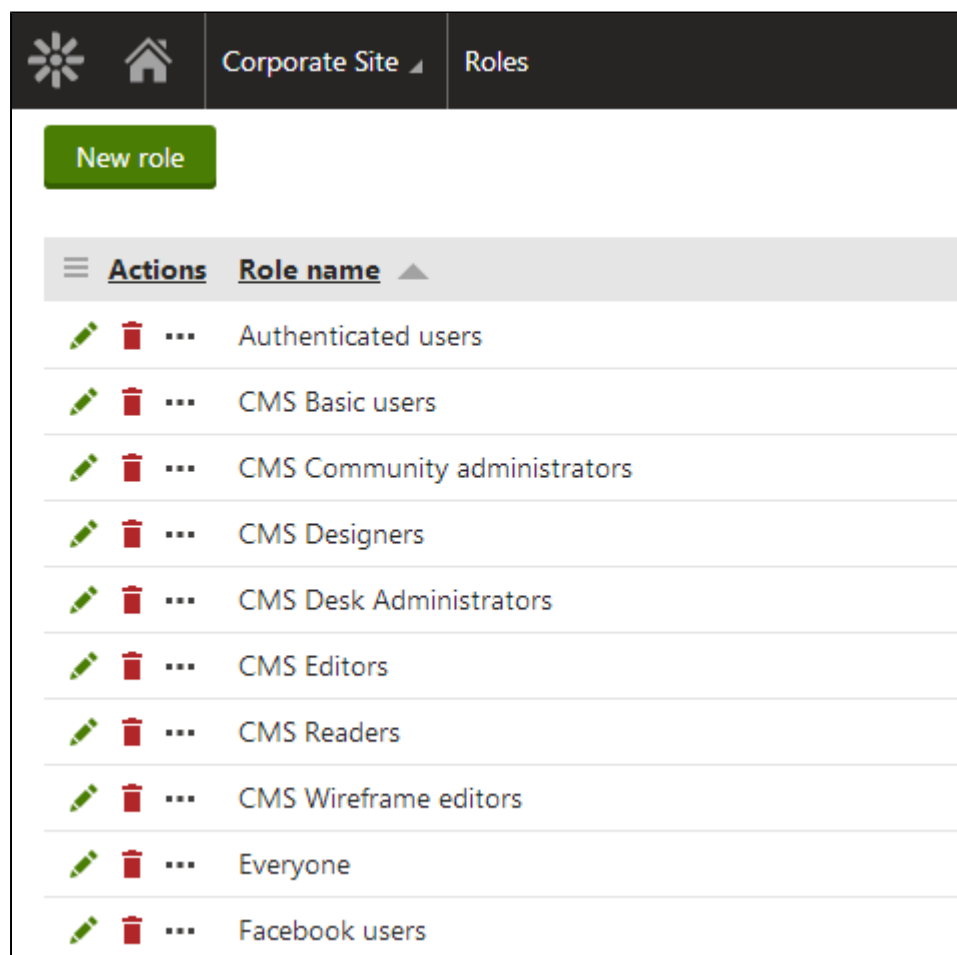 Corporate Site Roles
New role
Actions Role name
Authenticated users
CMS Basic users
CMS Community administrators
CMS Designers
CMS Desk Administrators
CMS Editors
CMS Readers
CMS Wireframe editors
Everyone
Facebook users